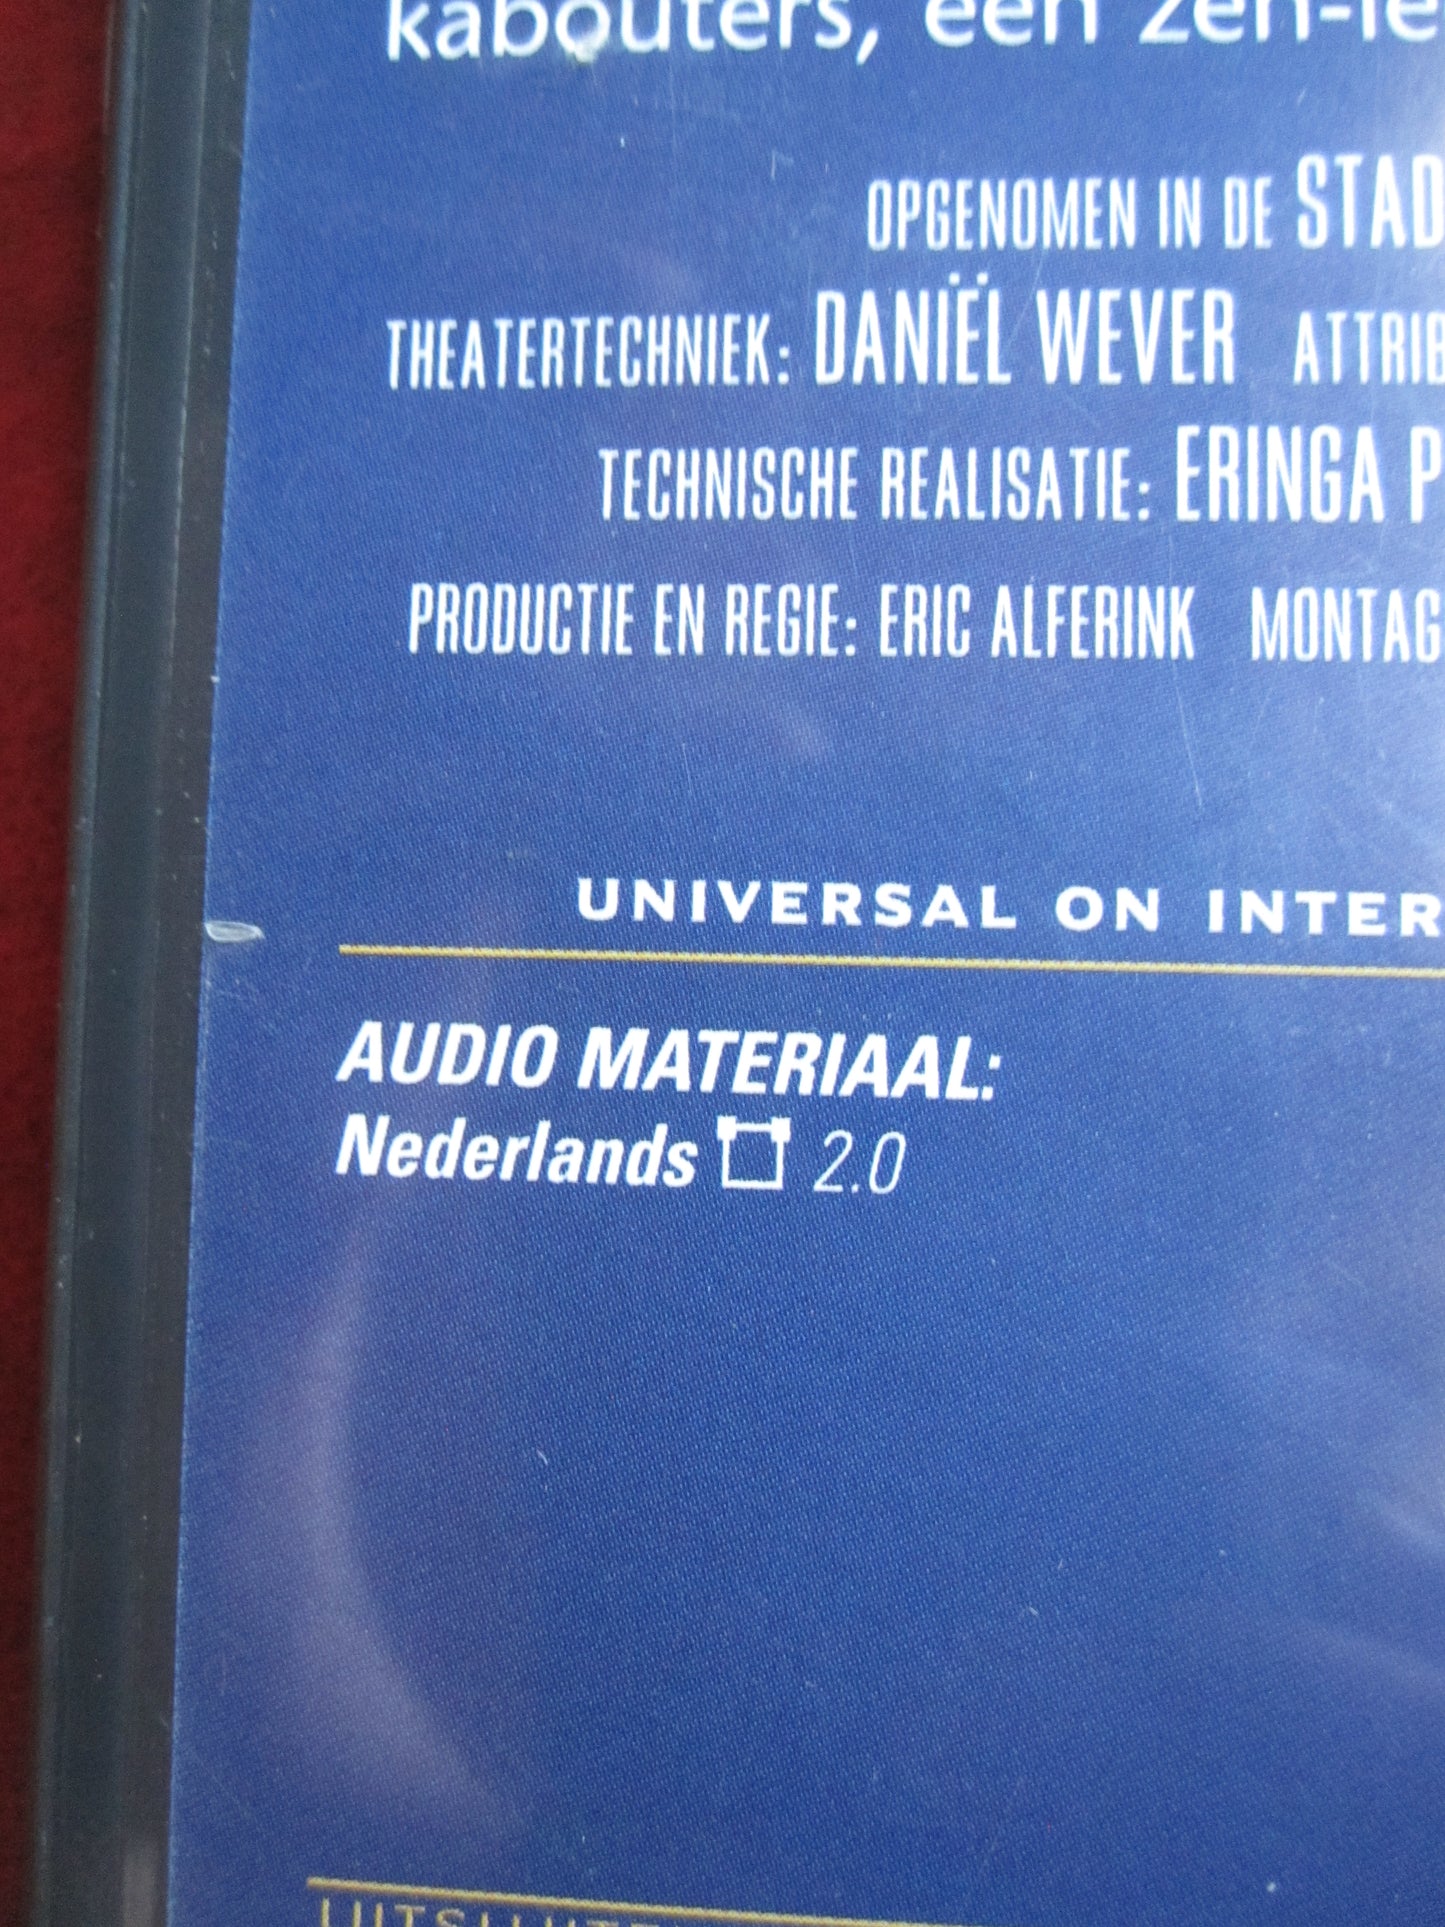 kabouters, een zen-le
OPGENOMEN IN DE STAD
THEATERTECHNIEK: DANIËL WEVER ATTRIB
TECHNISCHE REALISATIE: ERINGA P
PRODUCTIE EN REGIE: ERIC ALFERINK MONTAG
UNIVERSAL ON INTER
AUDIO MATERIAAL:
Nederlands 2.0